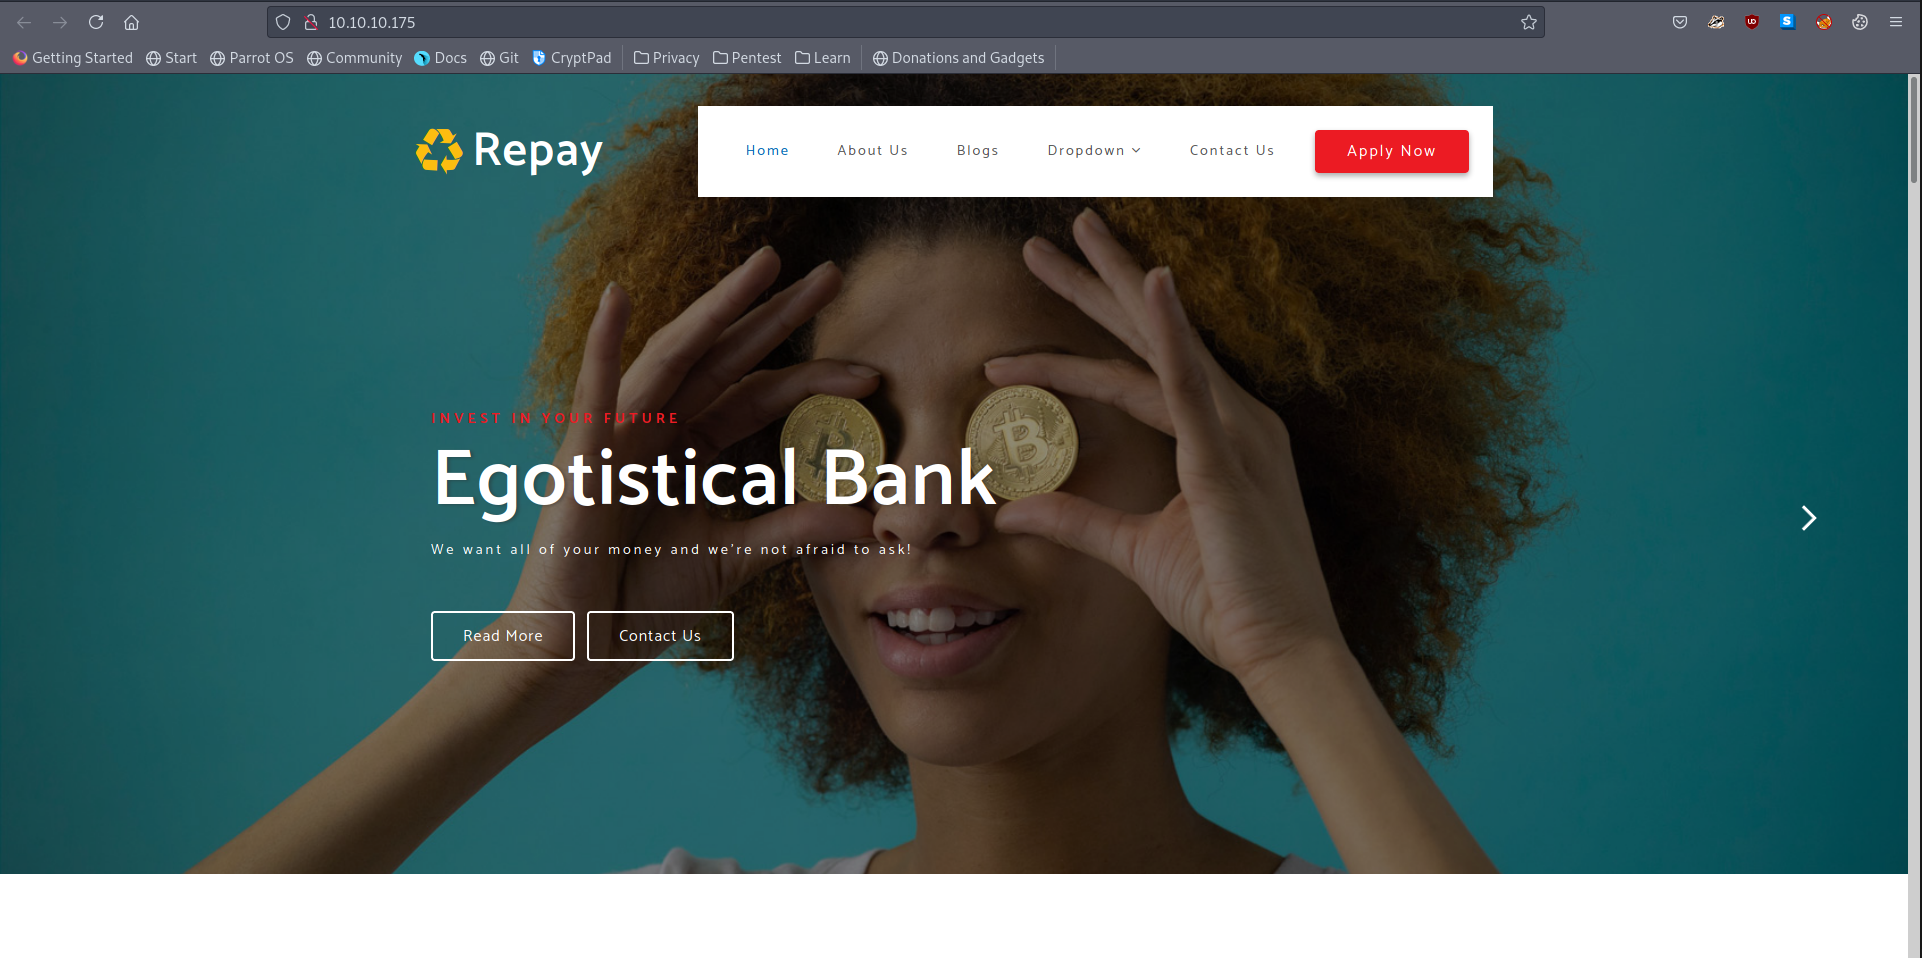 10.10.10.175
Getting Started Start Parrot OS Community Docs Git CryptPad Privacy Pentest Learn Donations and Gadgets
Repay Home About Us Blogs Dropdown Contact Us Apply Now
INVEST IN YOUR FUTURE
Egotistical Bank
We want all of your money and we're not afraid to ask!
Read More Contact Us